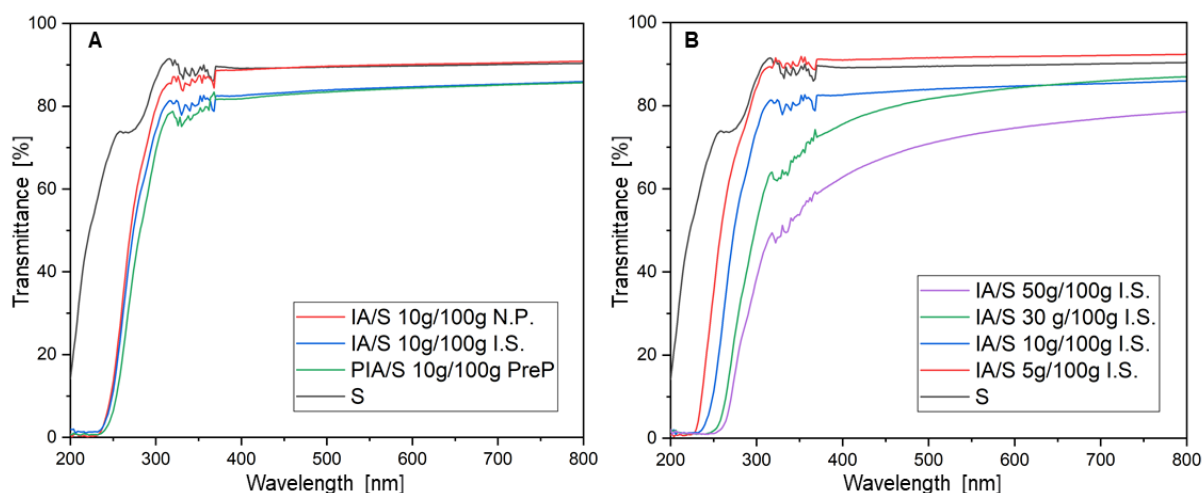 A
100
80
60
40
20
0
Transmittance [%]
IA/S 10g/100g N.P.
IA/S 10g/100g I.S.
PIA/S 10g/100g PreP
S
200 300 400 500 600 700 800
Wavelength [nm]
B
100
80
60
40
20
0
Transmittance [%]
IA/S 50g/100g I.S.
IA/S 30 g/100g I.S.
IA/S 10g/100g I.S.
IA/S 5g/100g I.S.
S
200 300 400 500 600 700 800
Wavelength [nm]